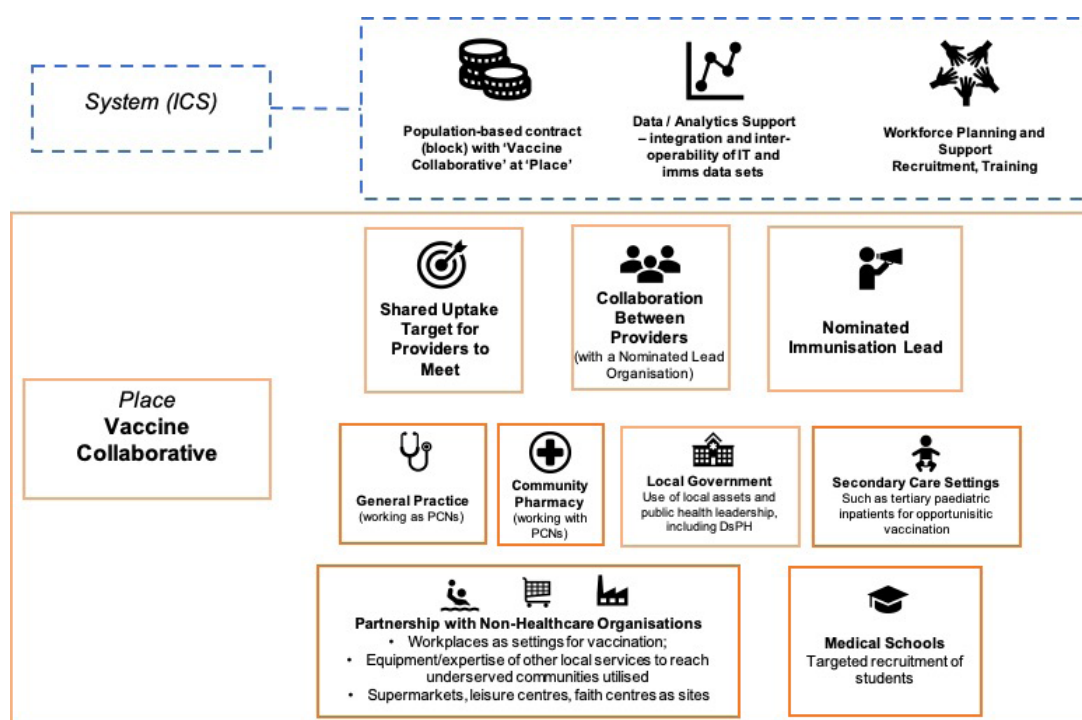 System (ICS)
Population-based contract
(block) with ‘Vaccine
Collaborative’ at ‘Place’
Data / Analytics Support
– integration and inter-
operability of IT and
imms data sets
Workforce Planning and
Support
Recruitment, Training
Place
Vaccine
Collaborative
Shared Uptake
Target for
Providers to
Meet
Collaboration
Between
Providers
(with a Nominated Lead
Organisation)
Nominated
Immunisation Lead
General Practice
(working as PCNs)
Community
Pharmacy
(working with
PCNs)
Local Government
Use of local assets and
public health leadership,
including DsPH
Secondary Care Settings
Such as tertiary paediatric
inpatients for opportunisitic
vaccination
Partnership with Non-Healthcare Organisations
• Workplaces as settings for vaccination;
• Equipment/expertise of other local services to reach
underserved communities utilised
• Supermarkets, leisure centres, faith centres as sites
Medical Schools
Targeted recruitment of
students